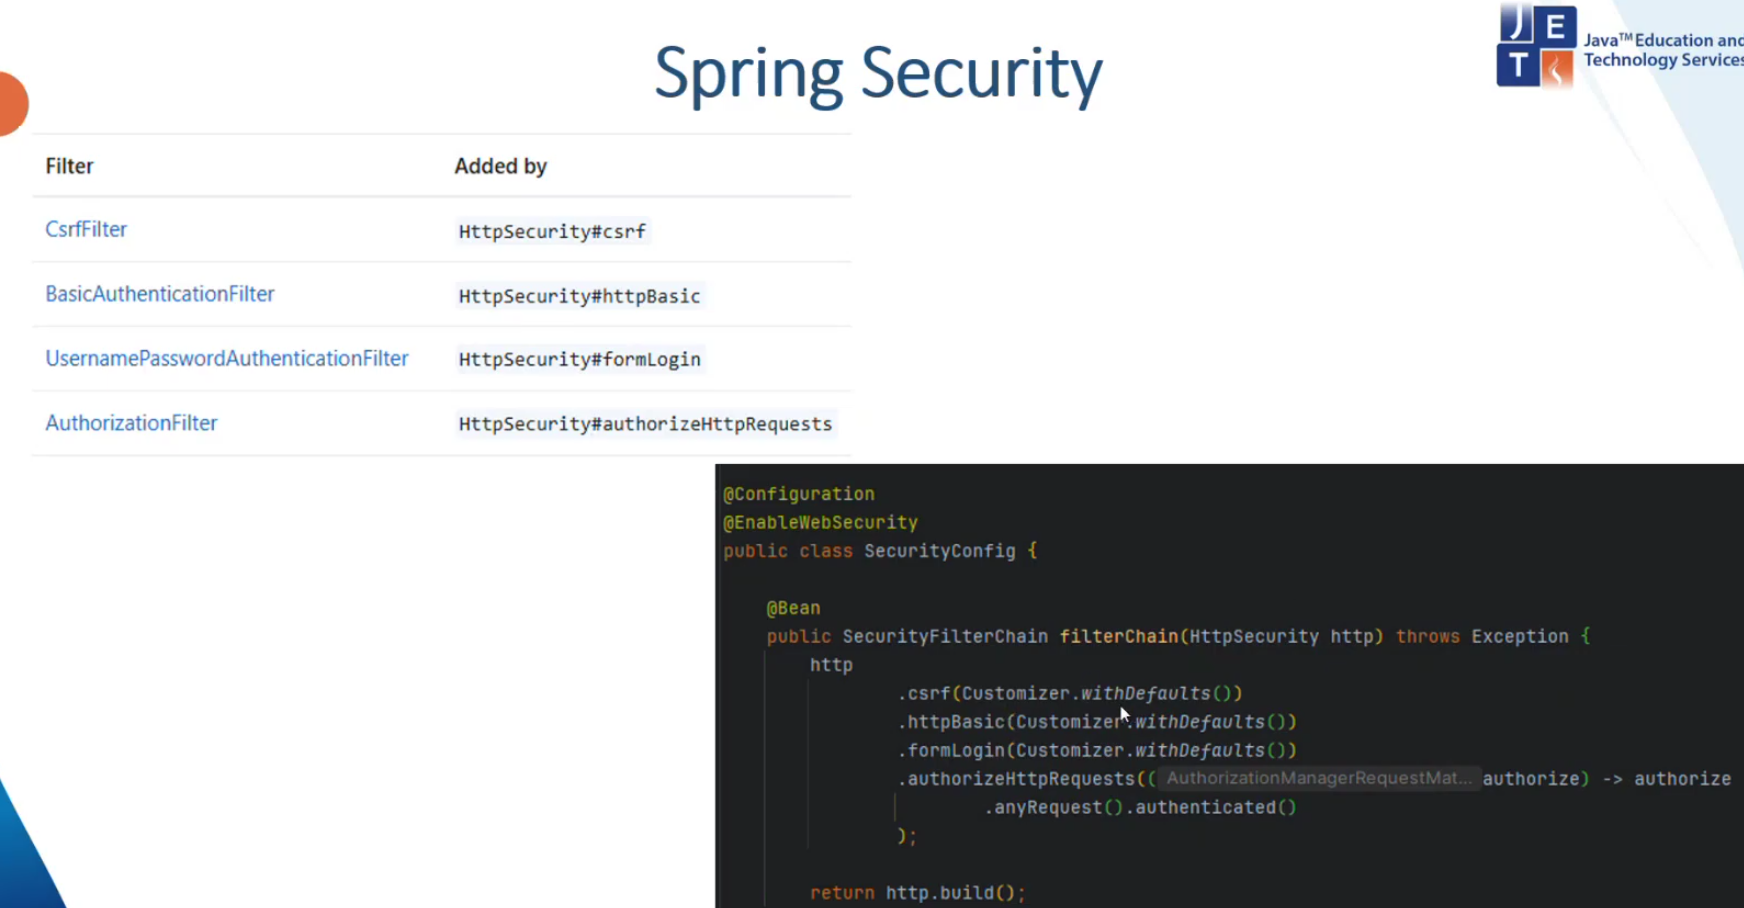 Spring Security
J E T
Java™ Education and
Technology Services
Filter Added by
CsrfFilter HttpSecurity#csrf
BasicAuthenticationFilter HttpSecurity#httpBasic
UsernamePasswordAuthenticationFilter HttpSecurity#formLogin
AuthorizationFilter HttpSecurity#authorizeHttpRequests
@Configuration
@EnableWebSecurity
public class SecurityConfig {
@Bean
public SecurityFilterChain filterChain(HttpSecurity http) throws Exception {
http
.csrf(Customizer.withDefaults())
.httpBasic(Customizer.withDefaults())
.formLogin(Customizer.withDefaults())
.authorizeHttpRequests(( AuthorizationManagerRequestMat... authorize) -> authorize
.anyRequest().authenticated()
);
return http.build();